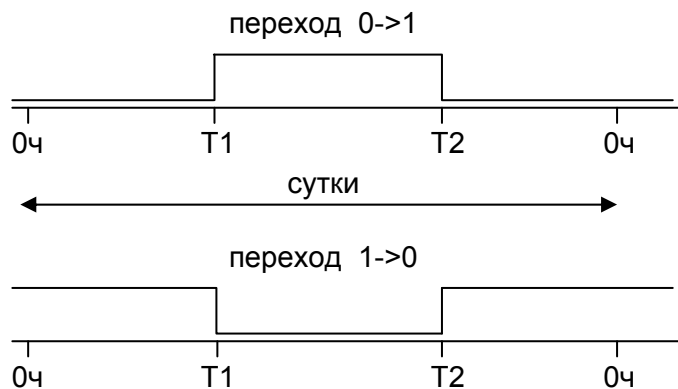 переход 0->1
0ч T1 T2 0ч
сутки
переход 1->0
0ч T1 T2 0ч